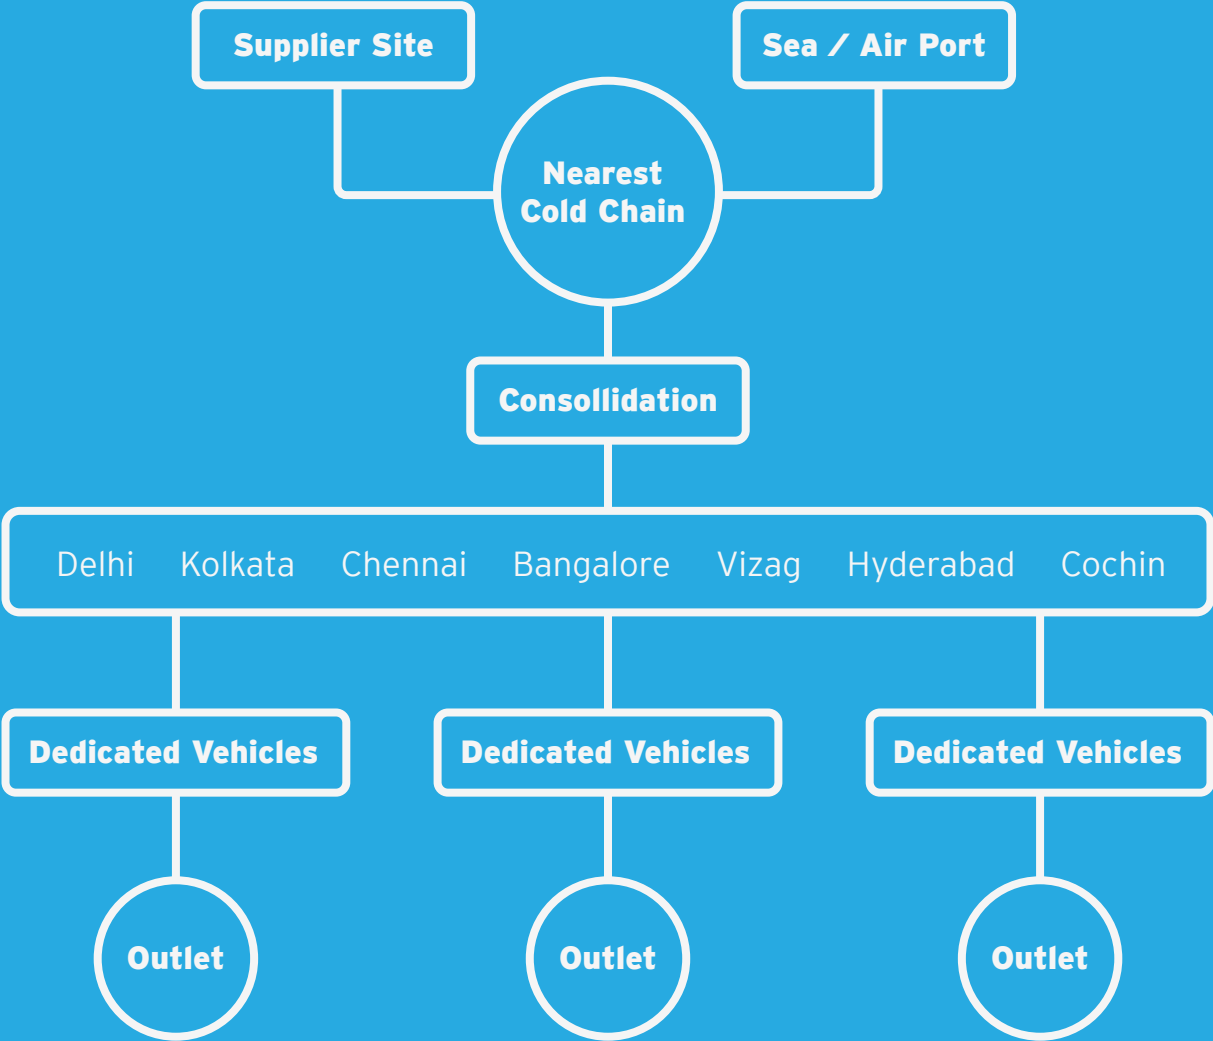 Supplier Site
Sea / Air Port
Nearest
Cold Chain
Consollidation
Delhi Kolkata Chennai Bangalore Vizag Hyderabad Cochin
Dedicated Vehicles
Dedicated Vehicles
Dedicated Vehicles
Outlet
Outlet
Outlet